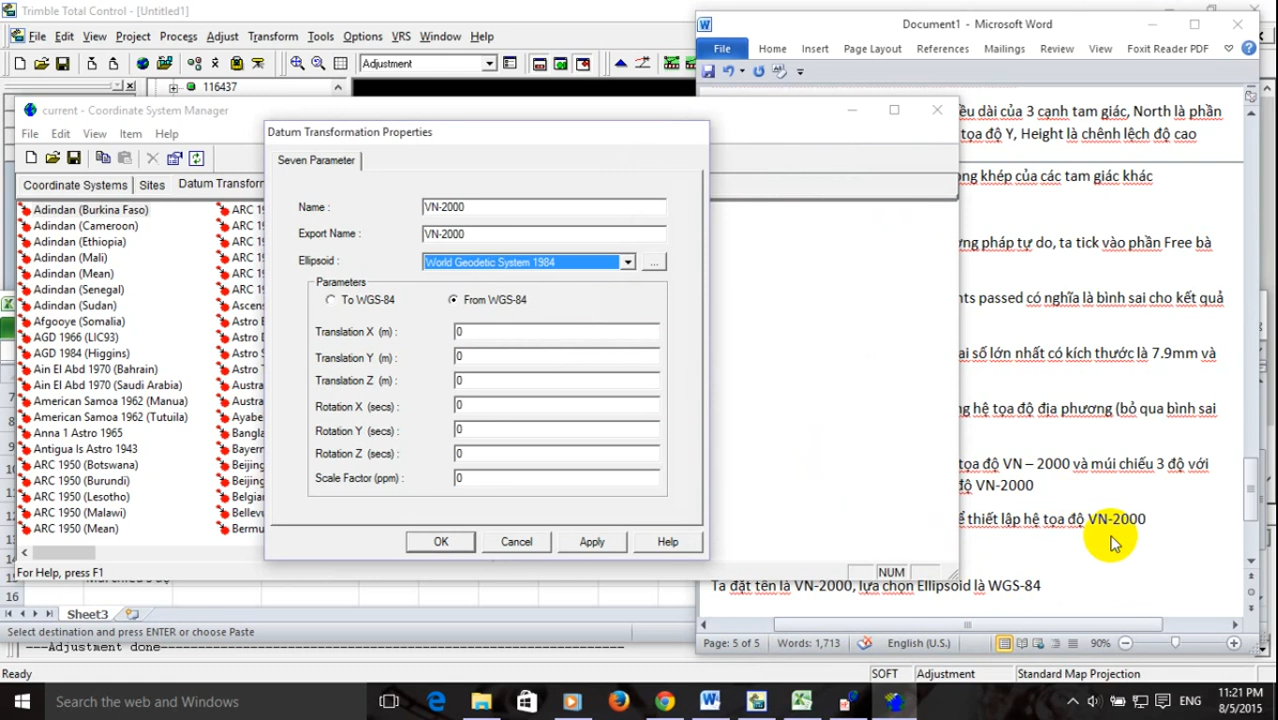 Trimble Total Control - [Untitled1]
File Edit View Project Process Adjust Transform Tools Options VRS Window Help
Adjustment
116437
current - Coordinate System Manager
File Edit View Item Help
Coordinate Systems Sites Datum Transform
Adindan (Burkina Faso)
Adindan (Cameroon)
Adindan (Ethiopia)
Adindan (Mali)
Adindan (Mean)
Adindan (Senegal)
Adindan (Sudan)
Afgooye (Somalia)
AGD 1966 (LIC93)
AGD 1984 (Higgins)
Ain El Abd 1970 (Bahrain)
Ain El Abd 1970 (Saudi Arabia)
American Samoa 1962 (Manua)
American Samoa 1962 (Tutuila)
Anna 1 Astro 1965
Antigua Is Astro 1943
ARC 1950 (Botswana)
ARC 1950 (Burundi)
ARC 1950 (Lesotho)
ARC 1950 (Malawi)
ARC 1950 (Mean)
For Help, press F1
NUM
Datum Transformation Properties
Seven Parameter
Name : VN-2000
Export Name : VN-2000
Ellipsoid : World Geodetic System 1984 ...
Parameters
To WGS-84 From WGS-84
Translation X (m) : 0
Translation Y (m) : 0
Translation Z (m) : 0
Rotation X (secs) : 0
Rotation Y (secs) : 0
Rotation Z (secs) : 0
Scale Factor (ppm) : 0
OK Cancel Apply Help
Document1 - Microsoft Word
File Home Insert Page Layout References Mailings Review View Foxit Reader PDF
ều dài của 3 cạnh tam giác, North là phần
tọa độ Y, Height là chênh lệch độ cao
ong khép của các tam giác khác
ơng pháp tự do, ta tick vào phần Free bà
nts passed có nghĩa là bình sai cho kết quả
ai số lớn nhất có kích thước là 7.9mm và
ng hệ tọa độ địa phương (bỏ qua bình sai
tọa độ VN – 2000 và múi chiếu 3 độ với
độ VN-2000
ể thiết lập hệ tọa độ VN-2000
Ta đặt tên là VN-2000, lựa chọn Ellipsoid là WGS-84
Page: 5 of 5 Words: 1,713 English (U.S.) 90%
16
Sheet3
Select destination and press ENTER or choose Paste
---Adjustment done---
Ready
SOFT Adjustment Standard Map Projection
Search the web and Windows
ENG
11:21 PM
8/5/2015